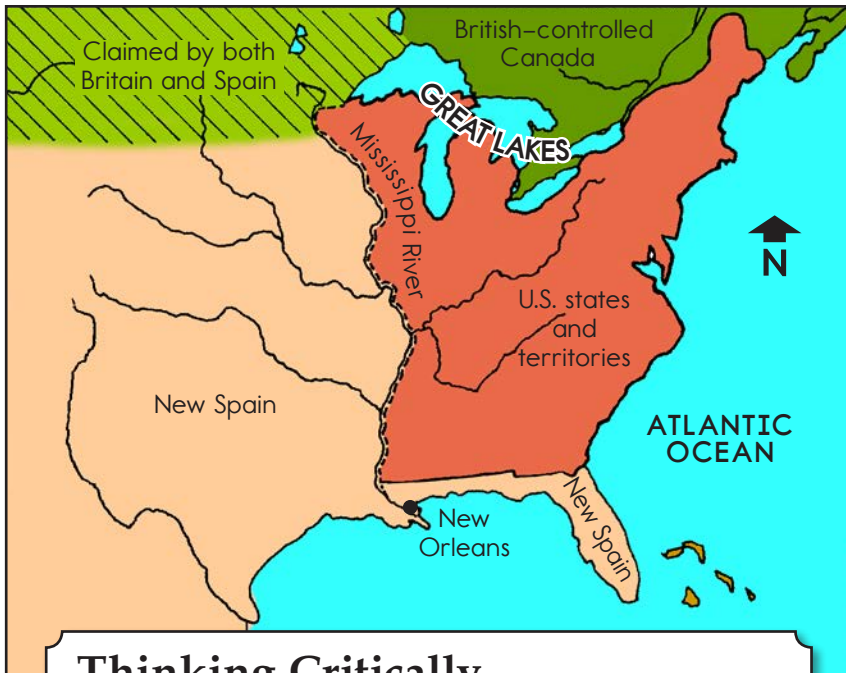 Claimed by both
Britain and Spain
British-controlled
Canada
GREAT LAKES
Mississippi River
N
U.S. states
and
territories
New Spain
ATLANTIC
OCEAN
New
Orleans
New Spain
Thinking Critically